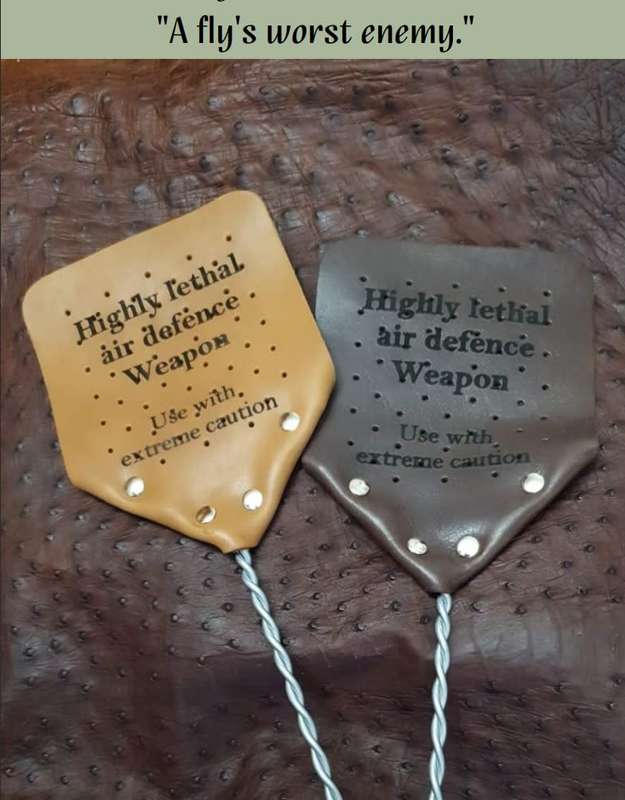 "A fly's worst enemy."
Highly lethal
air defence
Weapon
Use with
extreme caution
Highly lethal
air defence
Weapon
Use with
extreme caution